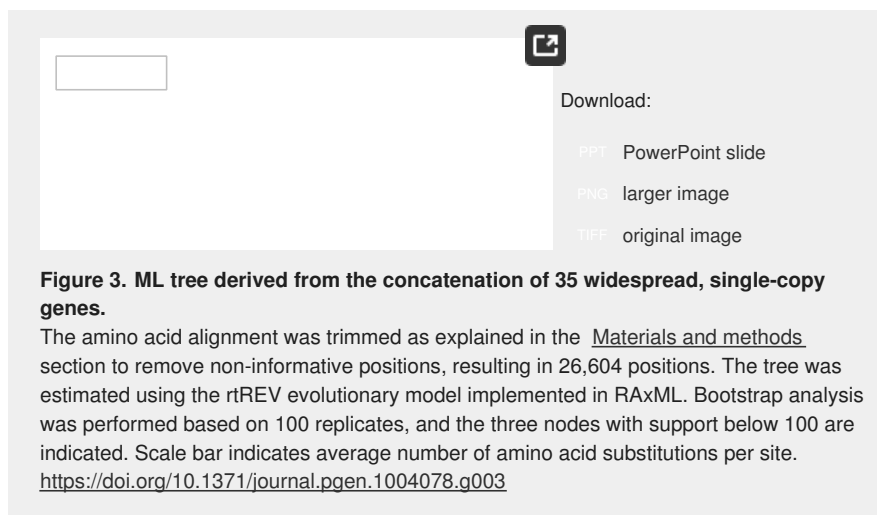 Download:
PPT PowerPoint slide
PNG larger image
TIFF original image
Figure 3. ML tree derived from the concatenation of 35 widespread, single-copy
genes.
The amino acid alignment was trimmed as explained in the Materials and methods
section to remove non-informative positions, resulting in 26,604 positions. The tree was
estimated using the rtREV evolutionary model implemented in RAxML. Bootstrap analysis
was performed based on 100 replicates, and the three nodes with support below 100 are
indicated. Scale bar indicates average number of amino acid substitutions per site.
https://doi.org/10.1371/journal.pgen.1004078.g003